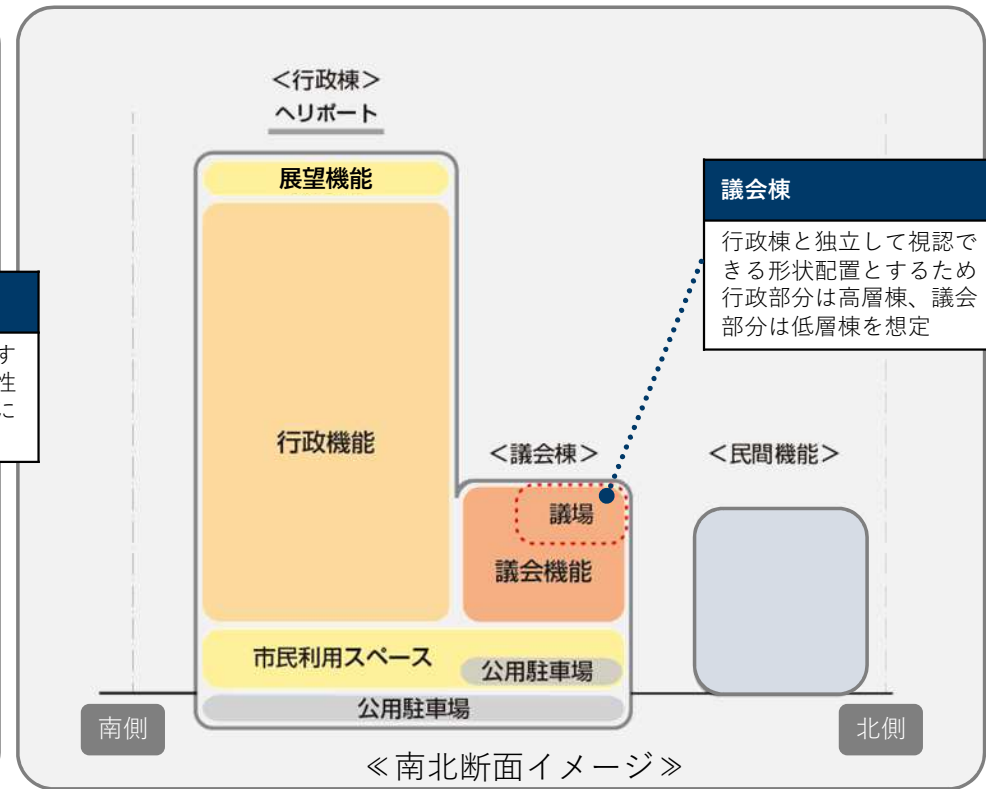 ＜行政棟＞
ヘリポート
展望機能
議会棟
行政棟と独立して視認で
きる形状配置とするため
行政部分は高層棟、議会
部分は低層棟を想定
す
性
に
行政機能
＜議会棟＞
＜民間機能＞
議場
議会機能
市民利用スペース
公用駐車場
公用駐車場
南側
北側
≪南北断面イメージ≫